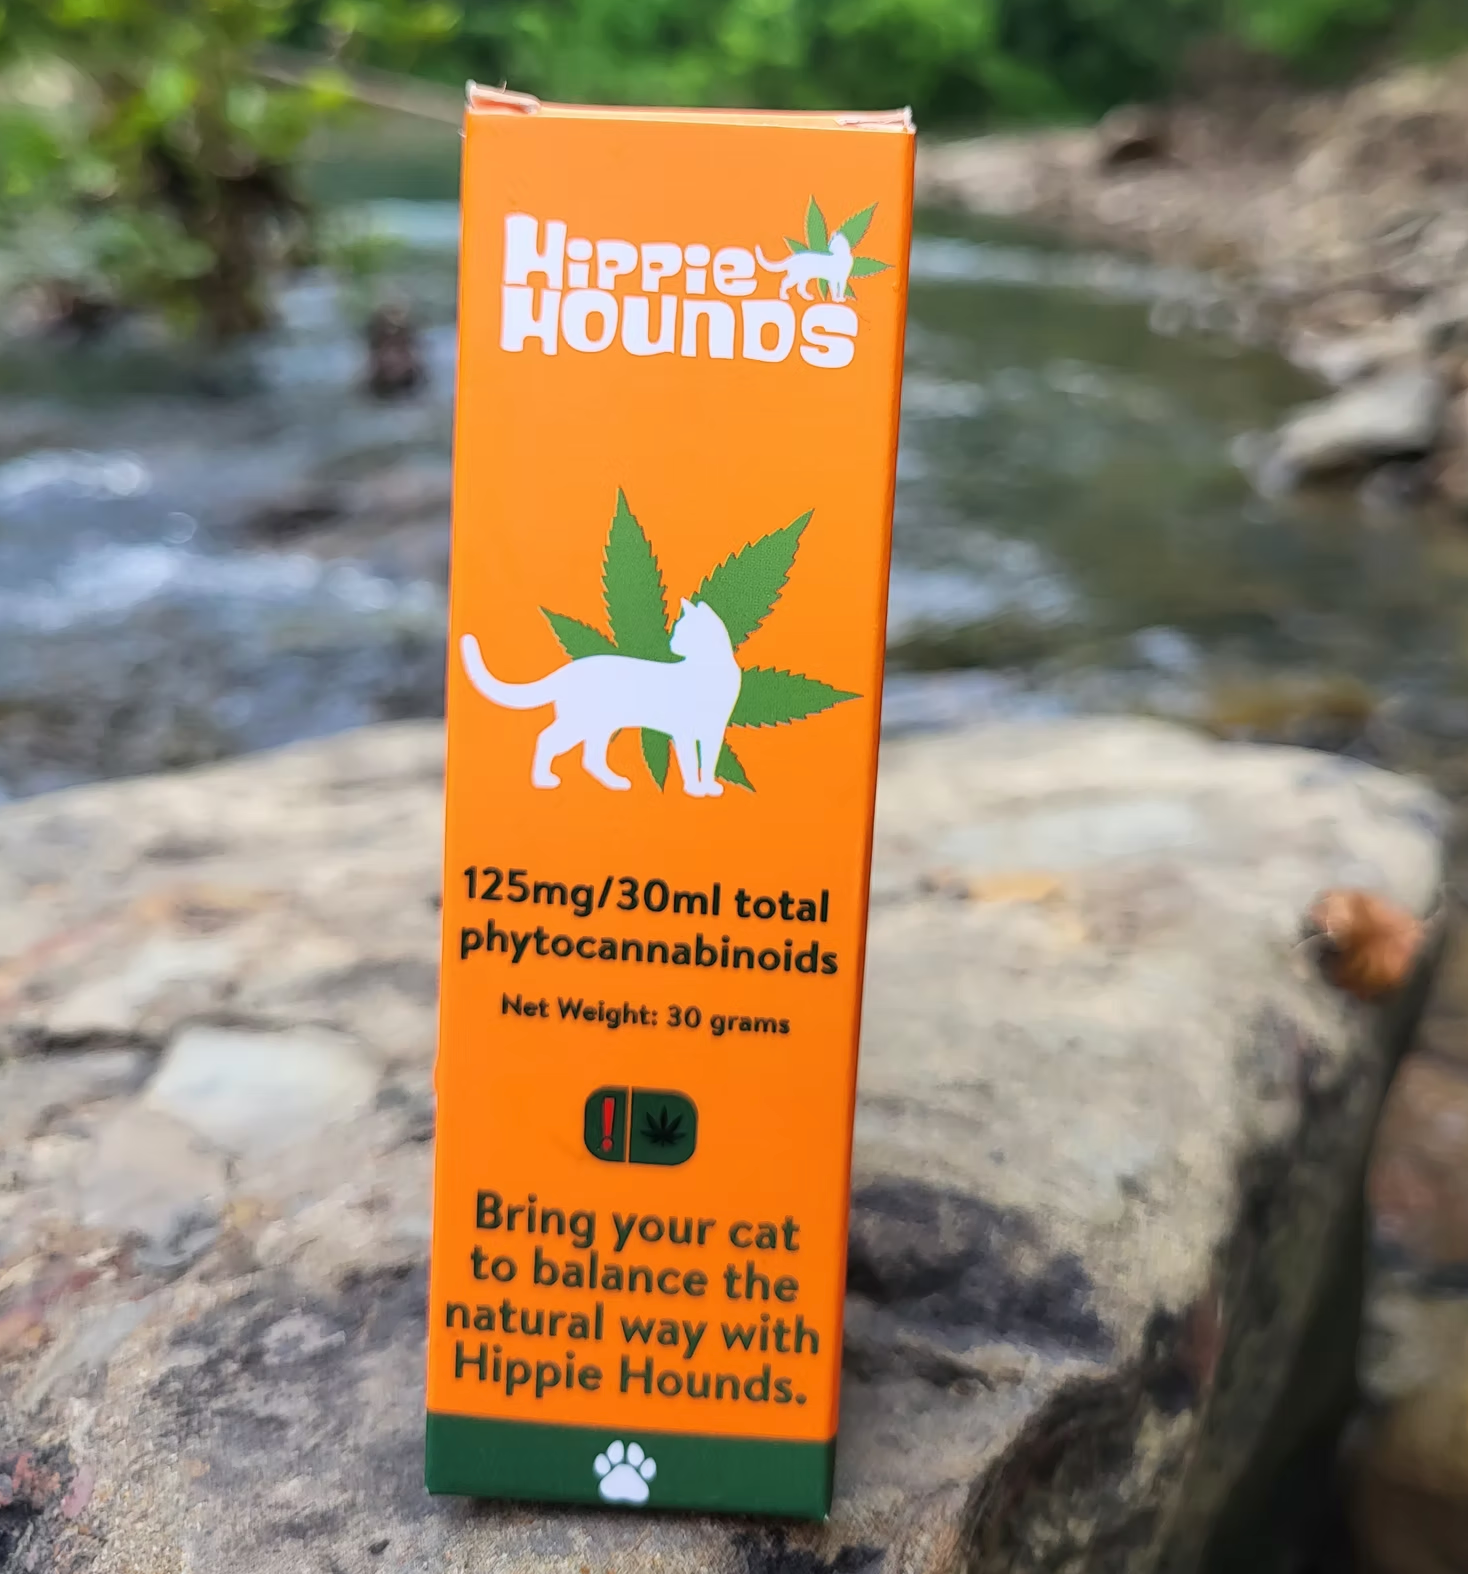 Hippie
Hounds
125mg/30ml total
phytocannabinoids
Net Weight: 30 grams
!
Bring your cat
to balance the
natural way with
Hippie Hounds.